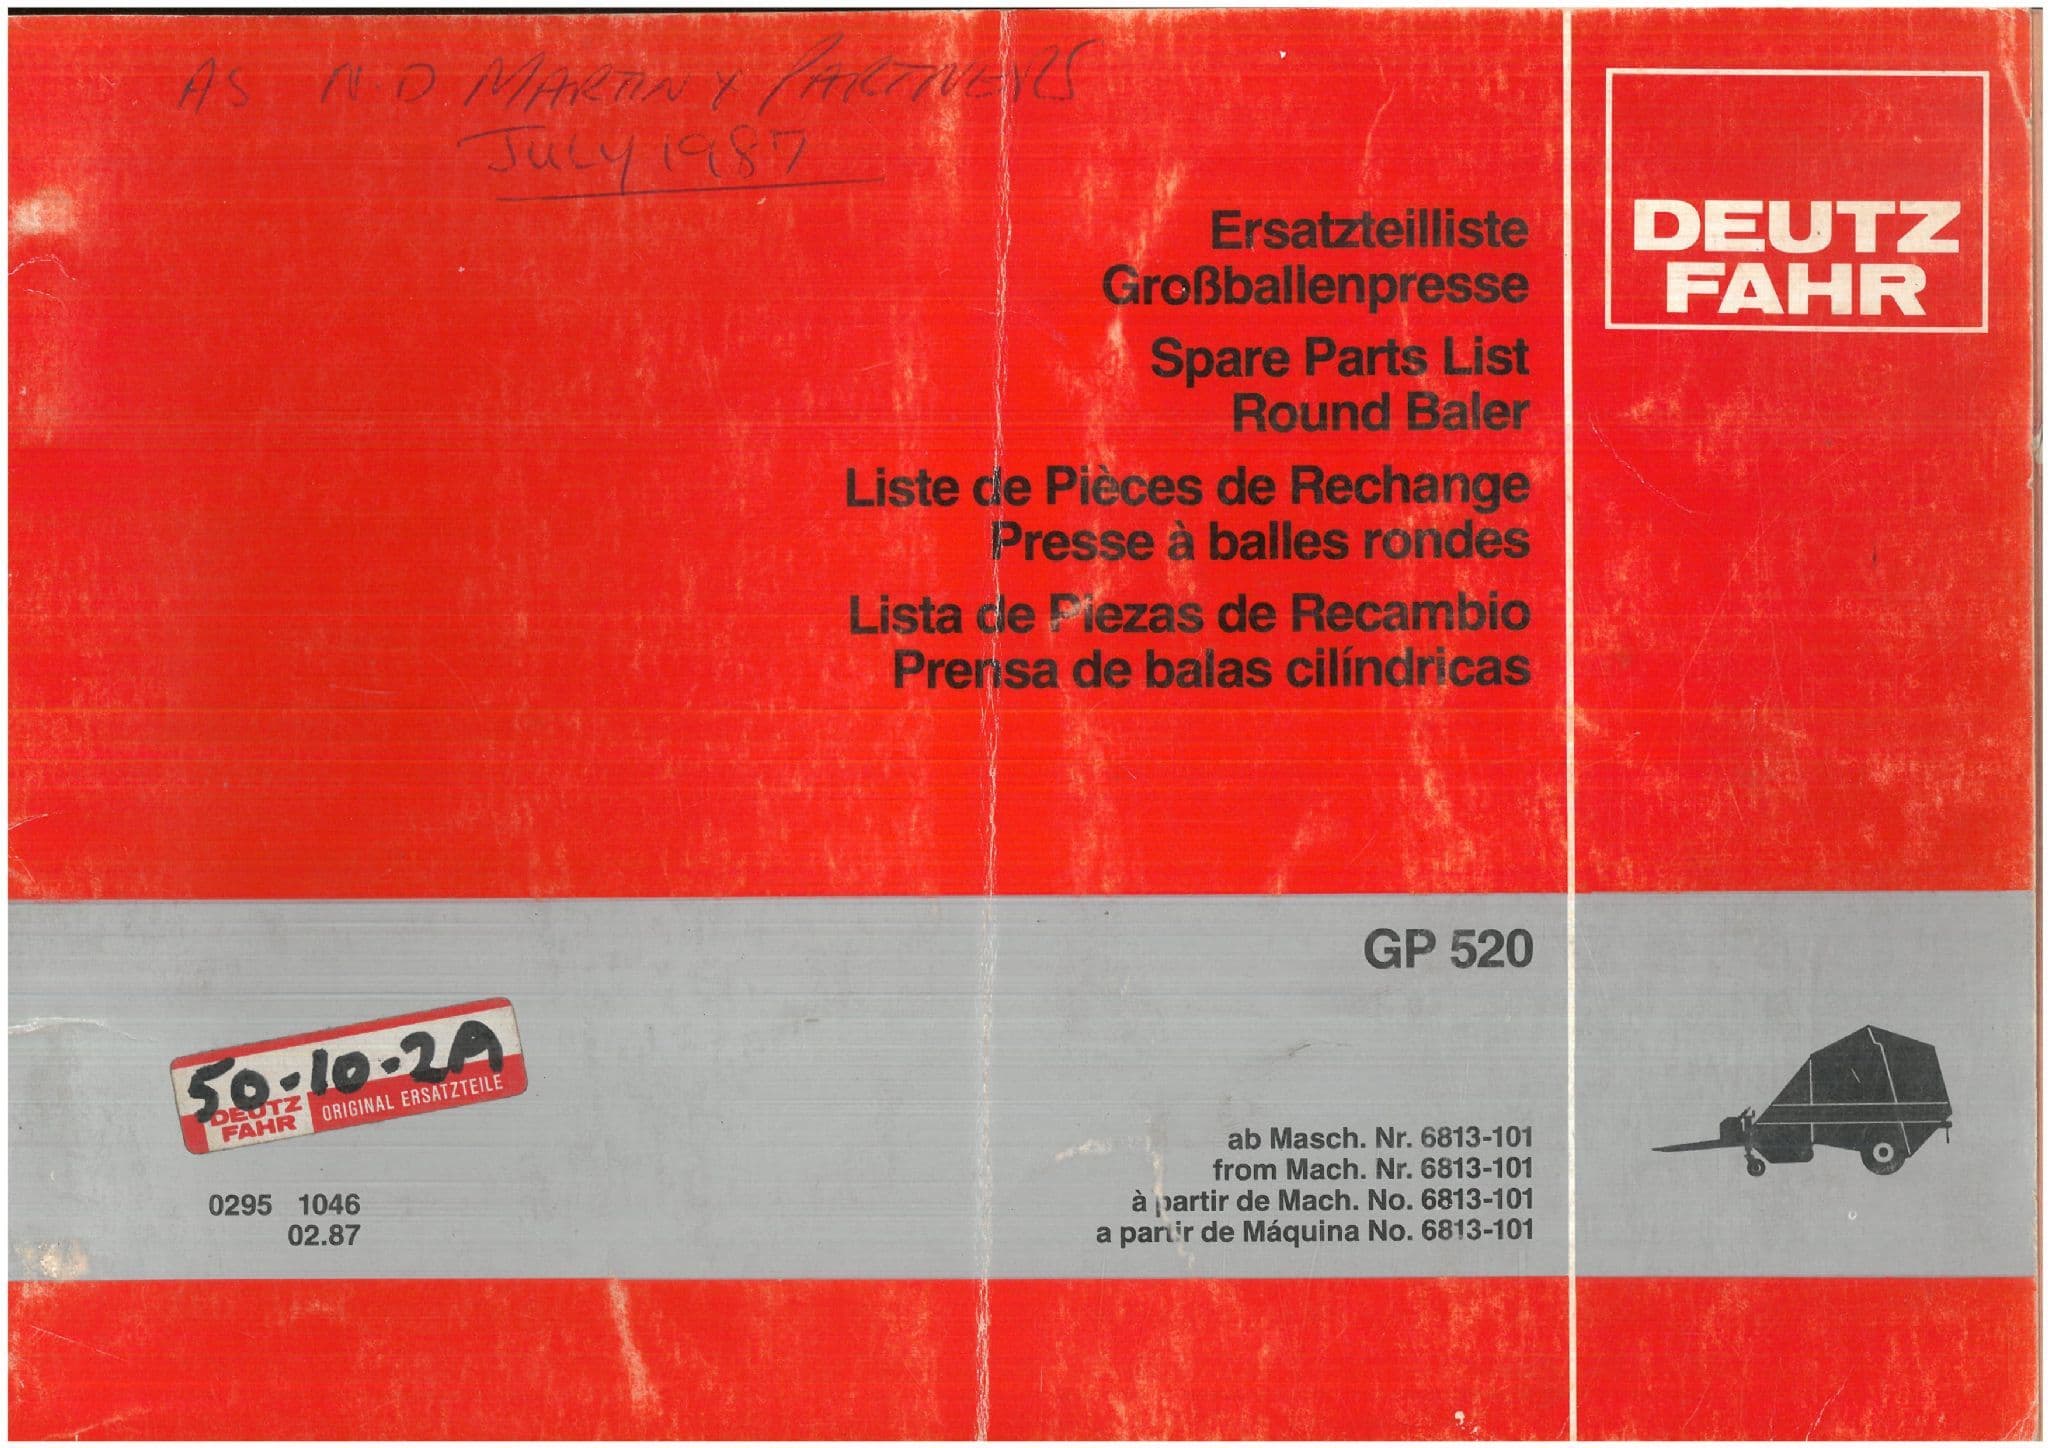 AS N.D MARTIN & PARTNERS
JULY 1987
DEUTZ
FAHR
Ersatzteilliste
Großballenpresse
Spare Parts List
Round Baler
Liste de Pièces de Rechange
Presse à balles rondes
Lista de Piezas de Recambio
Prensa de balas cilíndricas
GP 520
50-10-2A
DEUTZ
FAHR
ORIGINAL ERSATZTEILE
0295 1046
02.87
ab Masch. Nr. 6813-101
from Mach. Nr. 6813-101
à partir de Mach. No. 6813-101
a partir de Máquina No. 6813-101